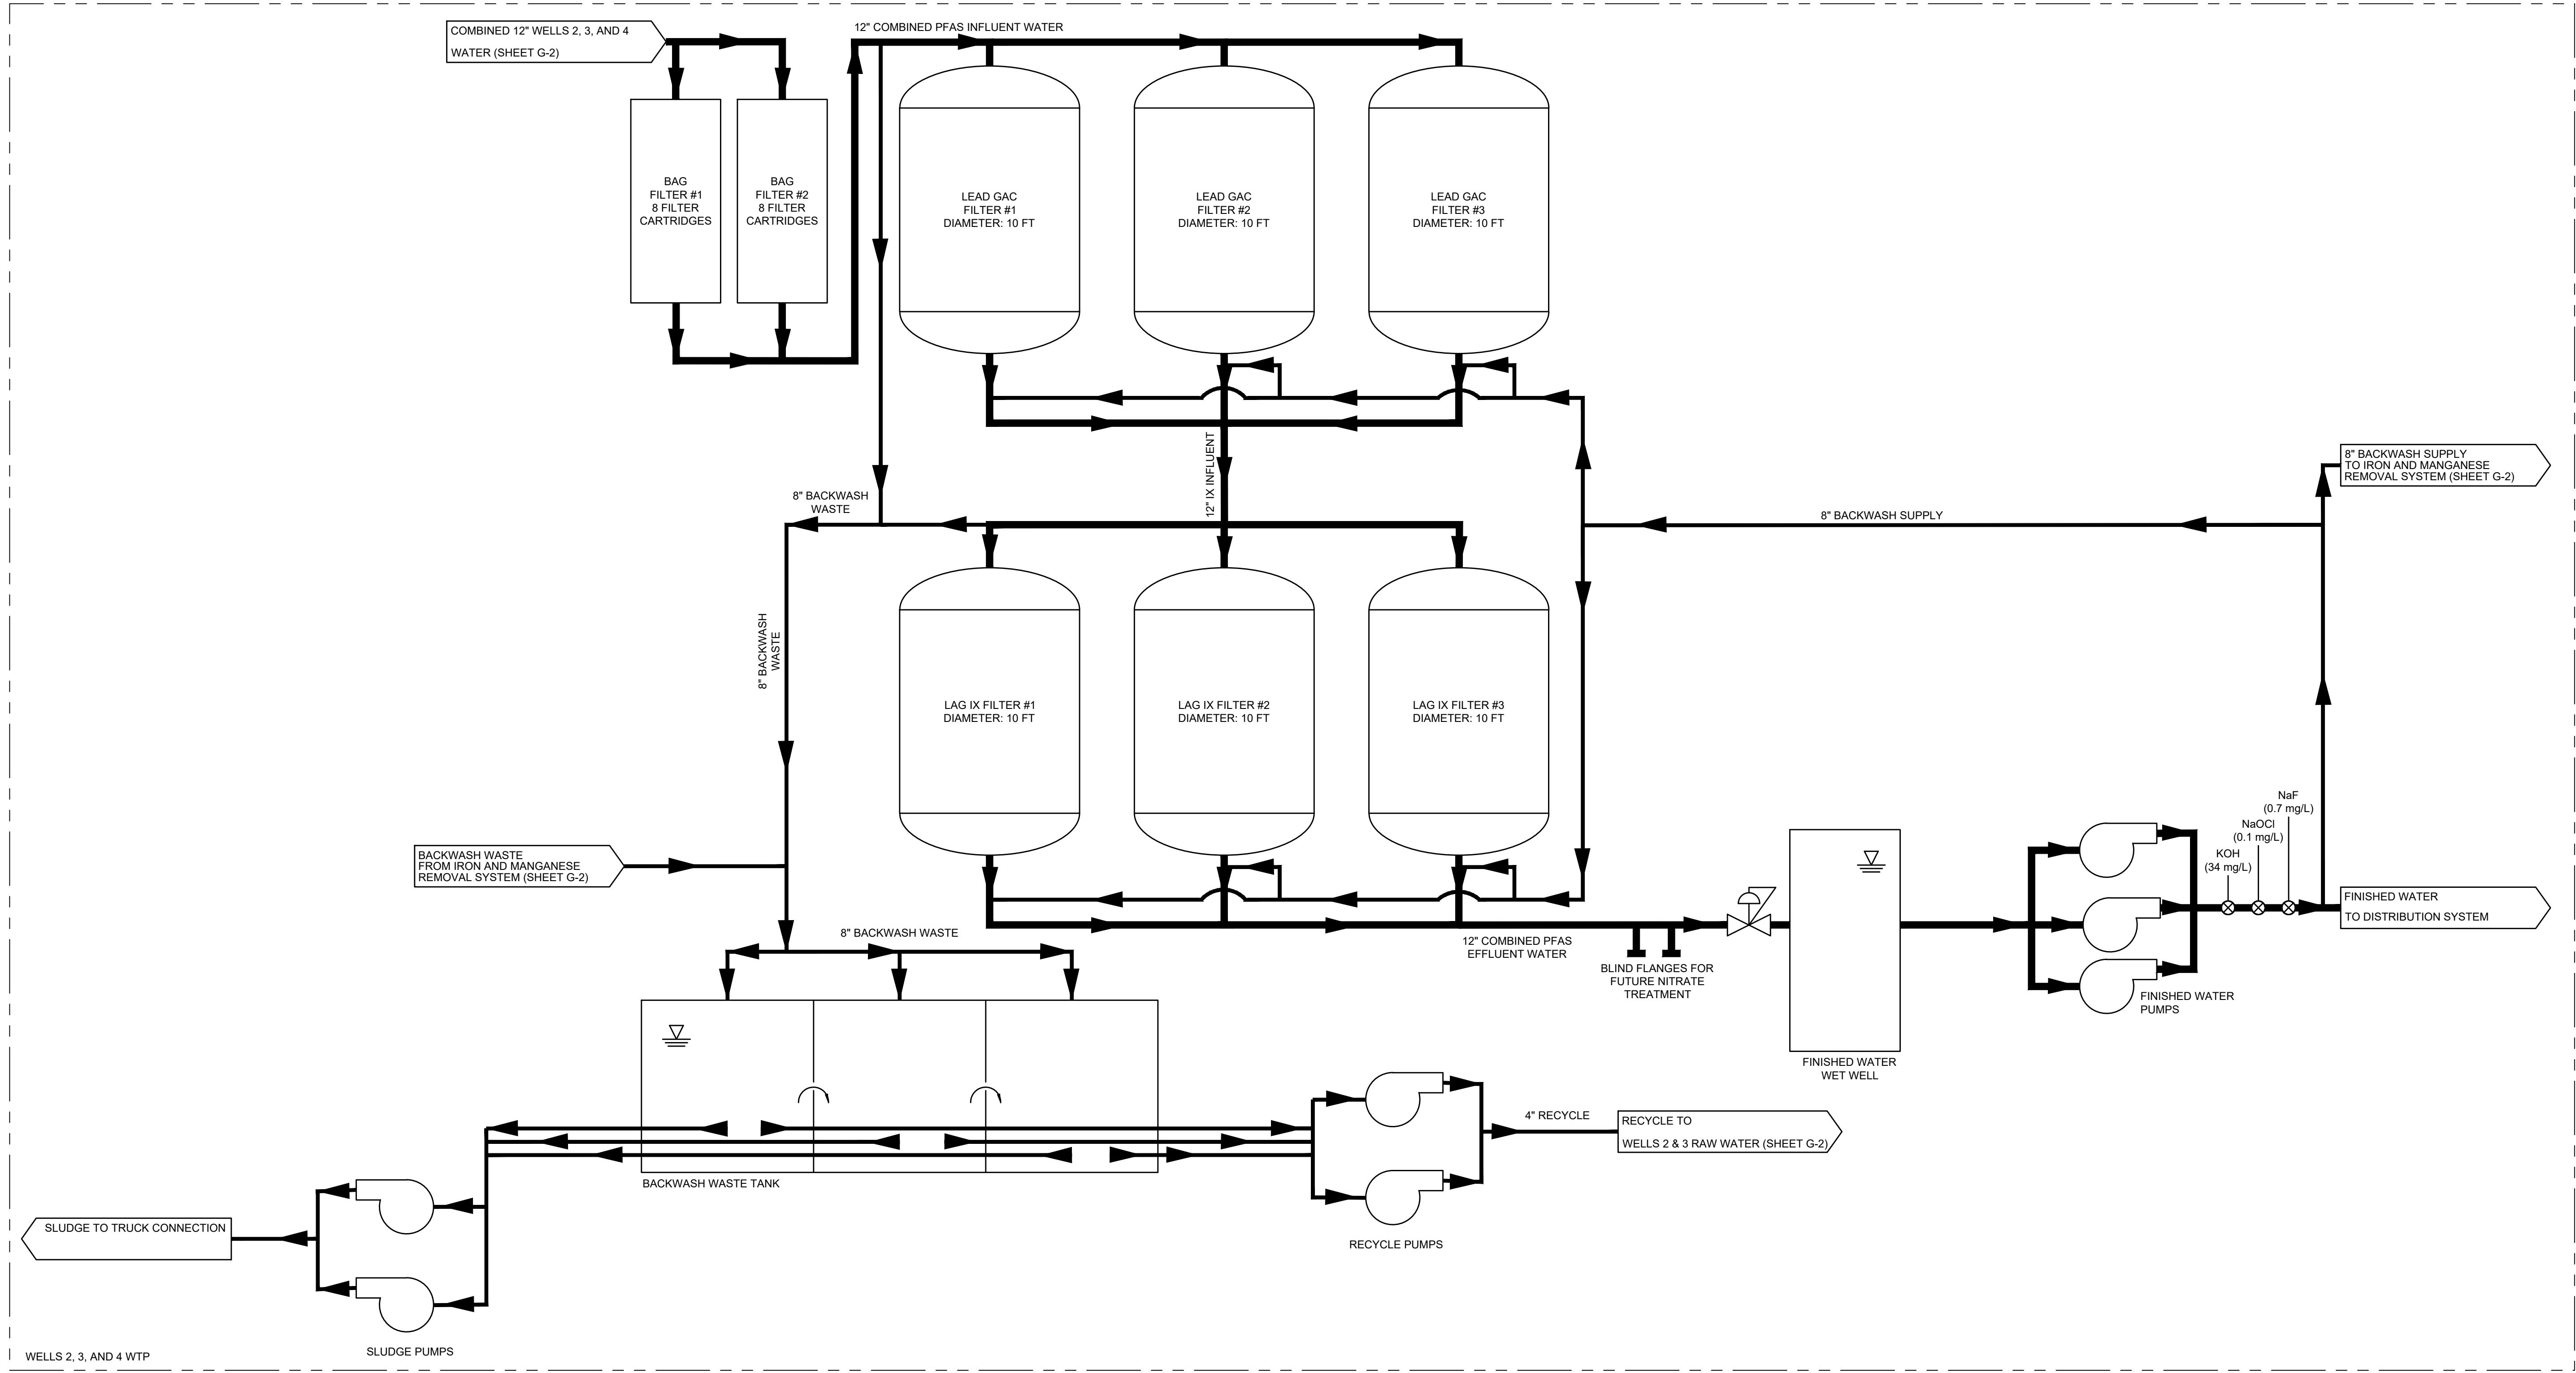 COMBINED 12" WELLS 2, 3, AND 4
WATER (SHEET G-2)
12" COMBINED PFAS INFLUENT WATER
BAG
FILTER #1
8 FILTER
CARTRIDGES
BAG
FILTER #2
8 FILTER
CARTRIDGES
LEAD GAC
FILTER #1
DIAMETER: 10 FT
LEAD GAC
FILTER #2
DIAMETER: 10 FT
LEAD GAC
FILTER #3
DIAMETER: 10 FT
12" IX INFLUENT
8" BACKWASH
WASTE
8" BACKWASH SUPPLY
8" BACKWASH SUPPLY
TO IRON AND MANGANESE
REMOVAL SYSTEM (SHEET G-2)
8" BACKWASH
WASTE
LAG IX FILTER #1
DIAMETER: 10 FT
LAG IX FILTER #2
DIAMETER: 10 FT
LAG IX FILTER #3
DIAMETER: 10 FT
BACKWASH WASTE
FROM IRON AND MANGANESE
REMOVAL SYSTEM (SHEET G-2)
NaF
(0.7 mg/L)
NaOCl
(0.1 mg/L)
KOH
(34 mg/L)
FINISHED WATER
TO DISTRIBUTION SYSTEM
8" BACKWASH WASTE
12" COMBINED PFAS
EFFLUENT WATER
BLIND FLANGES FOR
FUTURE NITRATE
TREATMENT
FINISHED WATER
PUMPS
FINISHED WATER
WET WELL
4" RECYCLE
RECYCLE TO
WELLS 2 & 3 RAW WATER (SHEET G-2)
BACKWASH WASTE TANK
SLUDGE TO TRUCK CONNECTION
RECYCLE PUMPS
SLUDGE PUMPS
WELLS 2, 3, AND 4 WTP